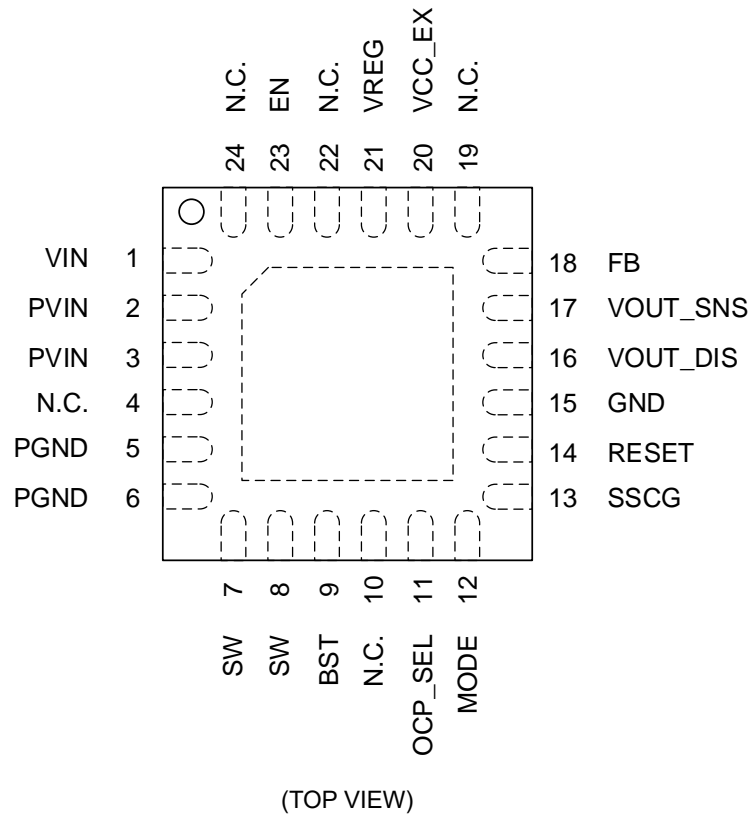 N.C.
EN
N.C.
VREG
VCC_EX
N.C.
24
23
22
21
20
19
VIN 1
PVIN 2
PVIN 3
N.C. 4
PGND 5
PGND 6
18 FB
17 VOUT_SNS
16 VOUT_DIS
15 GND
14 RESET
13 SSCG
7
8
9
10
11
12
SW
SW
BST
N.C.
OCP_SEL
MODE
(TOP VIEW)